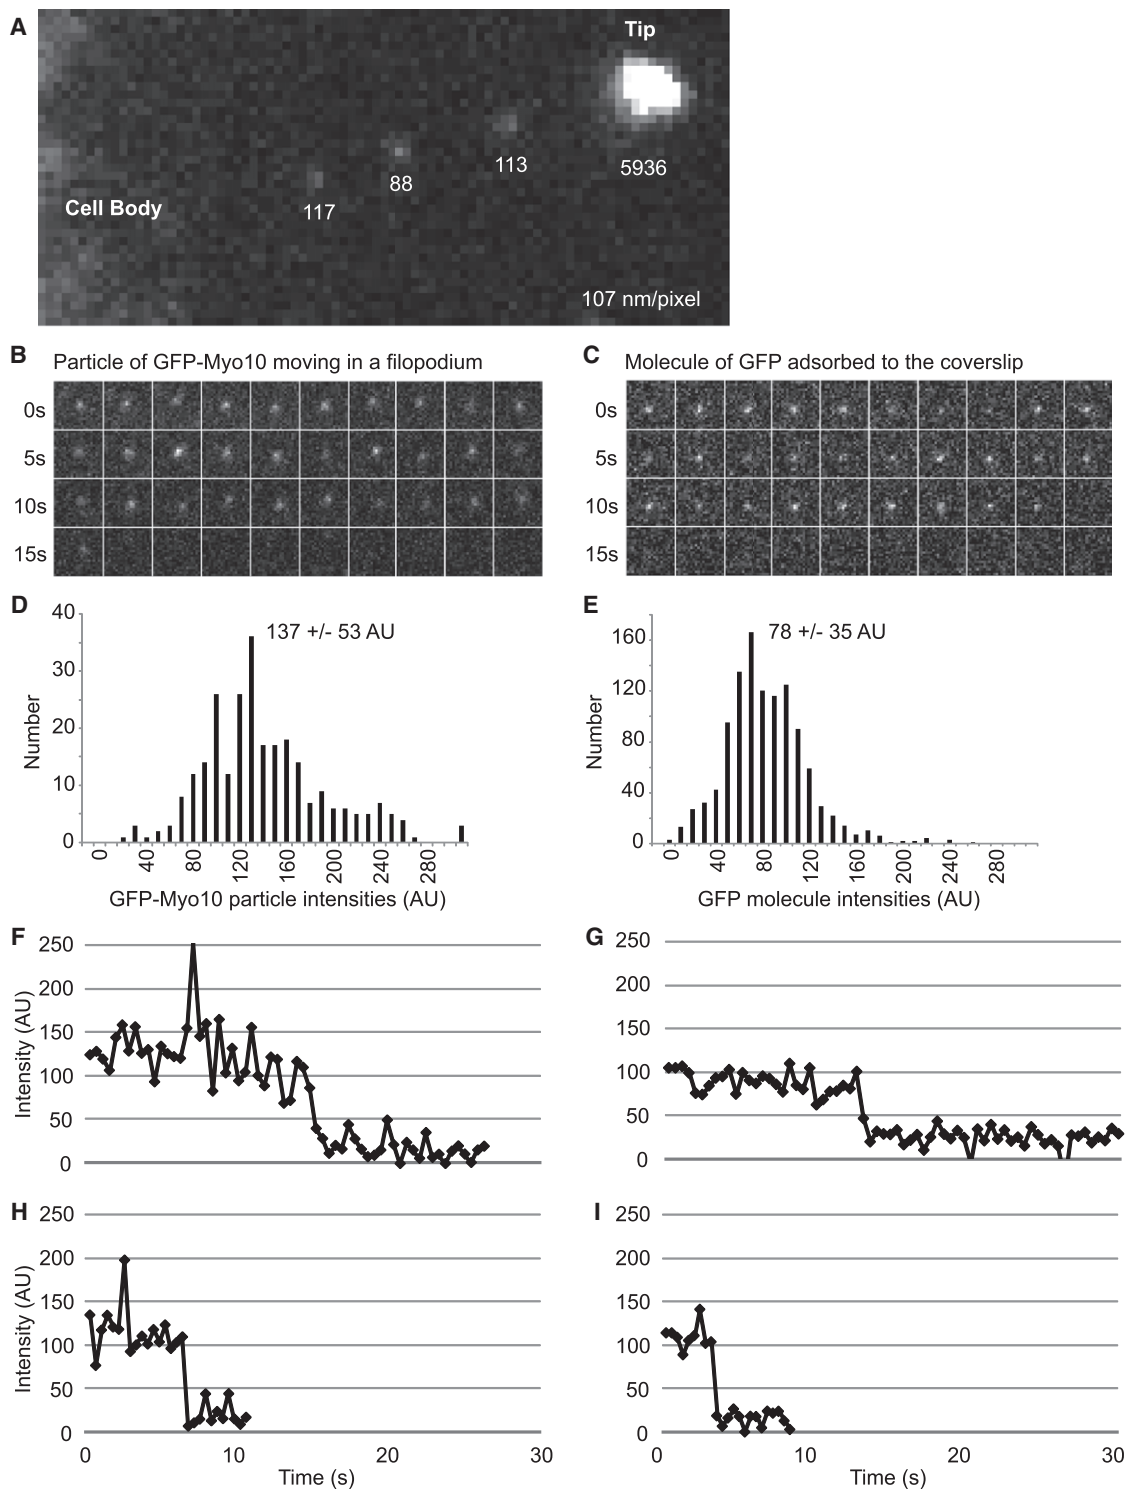 A
Tip
5936
113
88
117
Cell Body
107 nm/pixel
B Particle of GFP-Myo10 moving in a filopodium
0s
5s
10s
15s
C Molecule of GFP adsorbed to the coverslip
0s
5s
10s
15s
D
137 +/- 53 AU
Number
40
30
20
10
0
0 40 80 120 160 200 240 280
GFP-Myo10 particle intensities (AU)
E
78 +/- 35 AU
Number
160
120
80
40
0
0 40 80 120 160 200 240 280
GFP molecule intensities (AU)
F
Intensity (AU)
250
200
150
100
50
0
G
250
200
150
100
50
0
H
Intensity (AU)
250
200
150
100
50
0
0 10 20 30
Time (s)
I
250
200
150
100
50
0
0 10 20 30
Time (s)